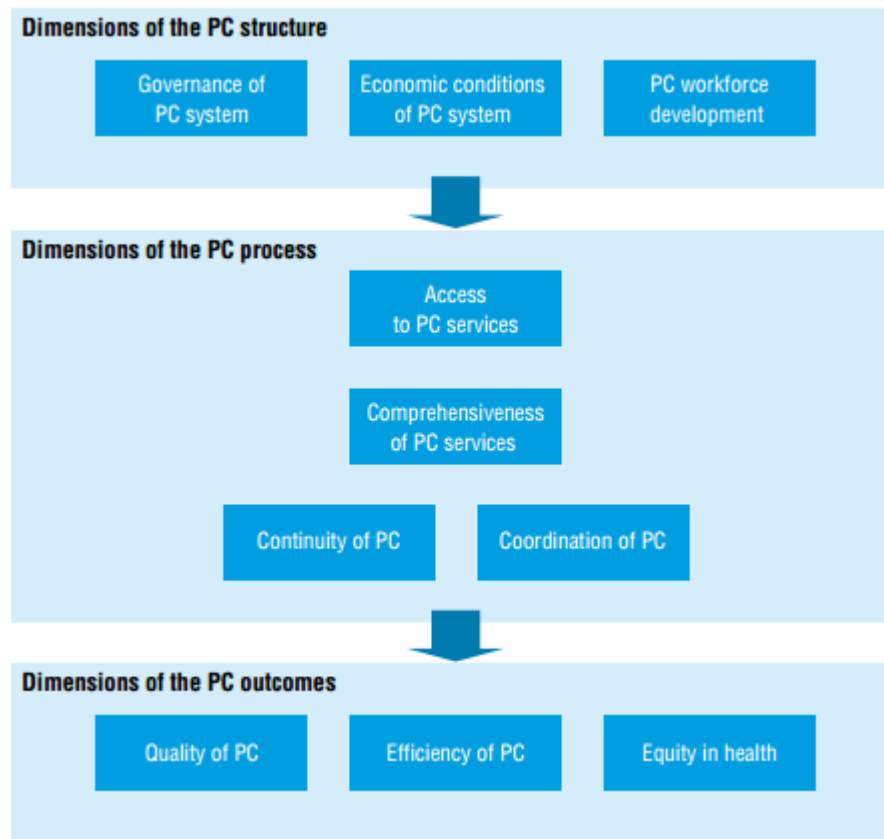 Dimensions of the PC structure
Governance of
PC system
Economic conditions
of PC system
PC workforce
development
Dimensions of the PC process
Access
to PC services
Comprehensiveness
of PC services
Continuity of PC
Coordination of PC
Dimensions of the PC outcomes
Quality of PC
Efficiency of PC
Equity in health